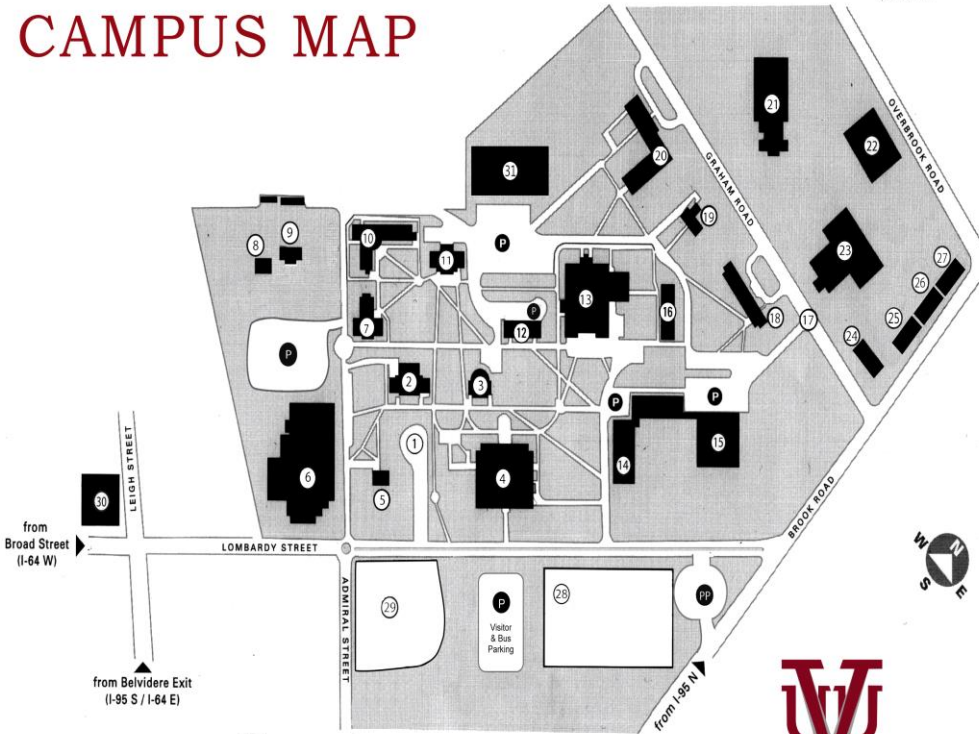 CAMPUS MAP
21
OVERBROOK ROAD
22
20
31
GRAHAM ROAD
19
8
9
10
11
P
23
27
26
13
16
P
12
18
17
25
24
7
P
2
3
P
P
1
14
15
6
4
5
30
LEIGH STREET
from
Broad Street
(I-64 W)
LOMBARDY STREET
BROOK ROAD
N
W
E
S
ADMIRAL STREET
29
P
Visitor
& Bus
Parking
28
PP
from Belvidere Exit
(I-95 S / I-64 E)
from I-95 N
VU